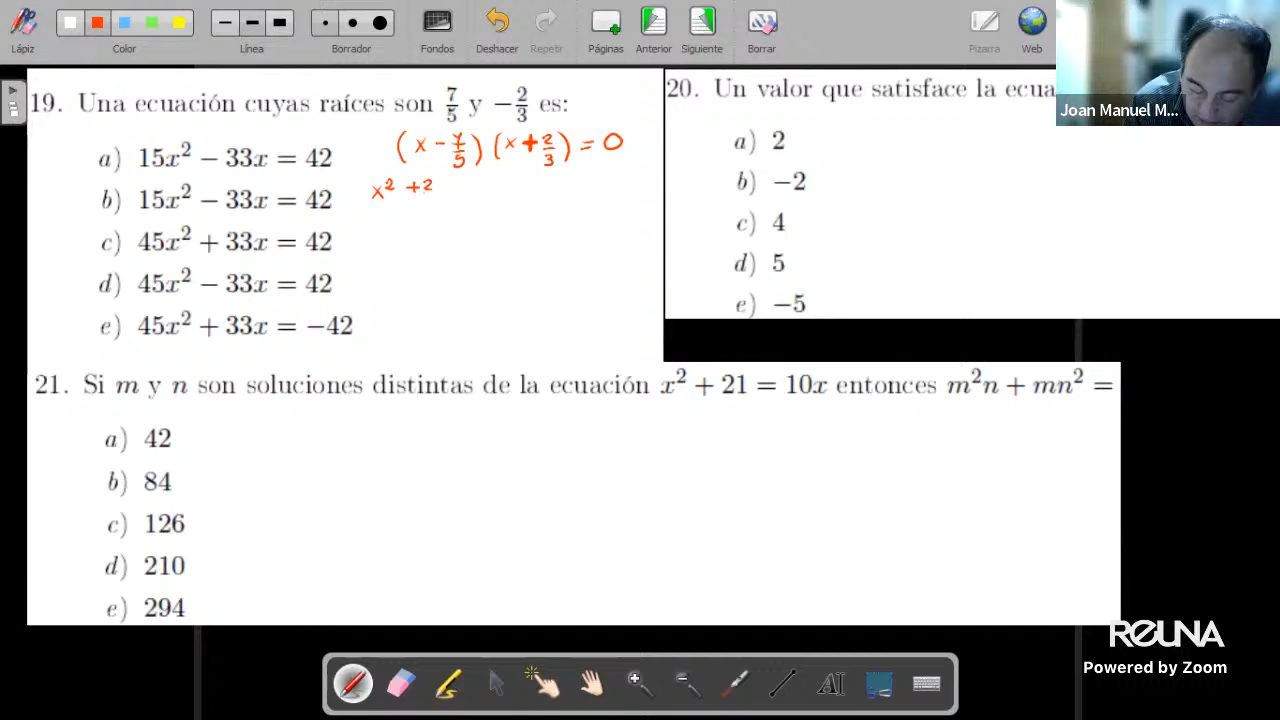 Lápiz Color Línea Borrador Fondos Deshacer Repetir Páginas Anterior Siguiente Borrar Pizarra Web
Joan Manuel M...
19. Una ecuación cuyas raíces son 7/5 y −2/3 es:
(x − 7/5)(x + 2/3) = 0
x² + 2
a) 15x² − 33x = 42
b) 15x² − 33x = 42
c) 45x² + 33x = 42
d) 45x² − 33x = 42
e) 45x² + 33x = −42
20. Un valor que satisface la ecua
a) 2
b) −2
c) 4
d) 5
e) −5
21. Si m y n son soluciones distintas de la ecuación x² + 21 = 10x entonces m²n + mn² =
a) 42
b) 84
c) 126
d) 210
e) 294
REUNA
Powered by Zoom
AI